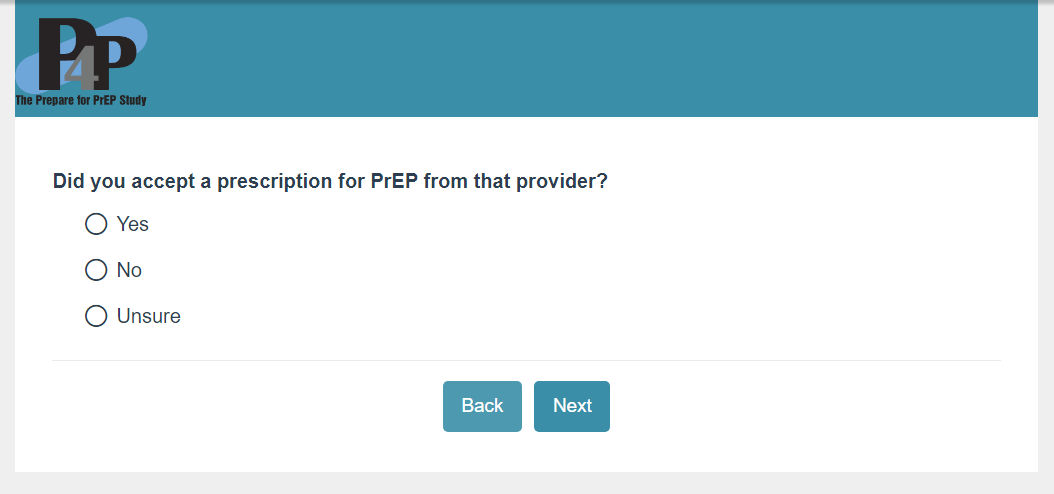 P4P
The Prepare for PrEP Study
Did you accept a prescription for PrEP from that provider?
Yes
No
Unsure
Back
Next